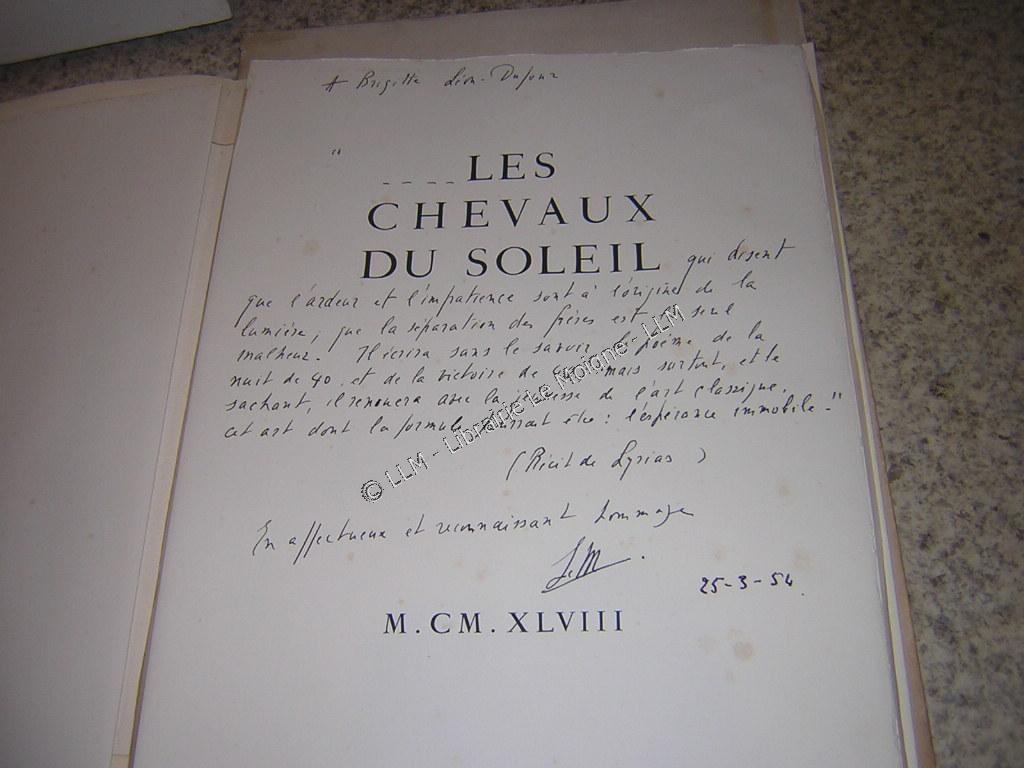 A Brigitte Lion-Dufour
" _ _ _ _ LES
CHEVAUX
DU SOLEIL qui disent
que l'ardeur et l'impatience sont à l'origine de la
lumière, que la séparation des frères est le seul
malheur. Il écrira sans le savoir le poème de la
nuit de 40, et de la victoire de mais surtout, et le
sachant, il renouera avec la de l'art classique,
cet art dont la formule pourrait être : l'espérance immobile."
(Récit de Lysias)
En affectueux et reconnaissant hommage
25-3-54.
M. CM. XLVIII
© LLM - Librairie Le Moigne - LLM